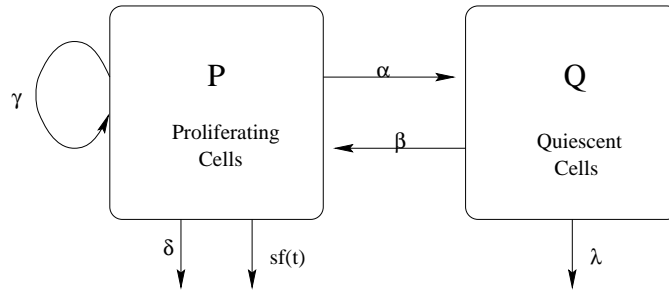 P
Q
α
γ
Proliferating
Cells
β
Quiescent
Cells
δ
sf(t)
λ